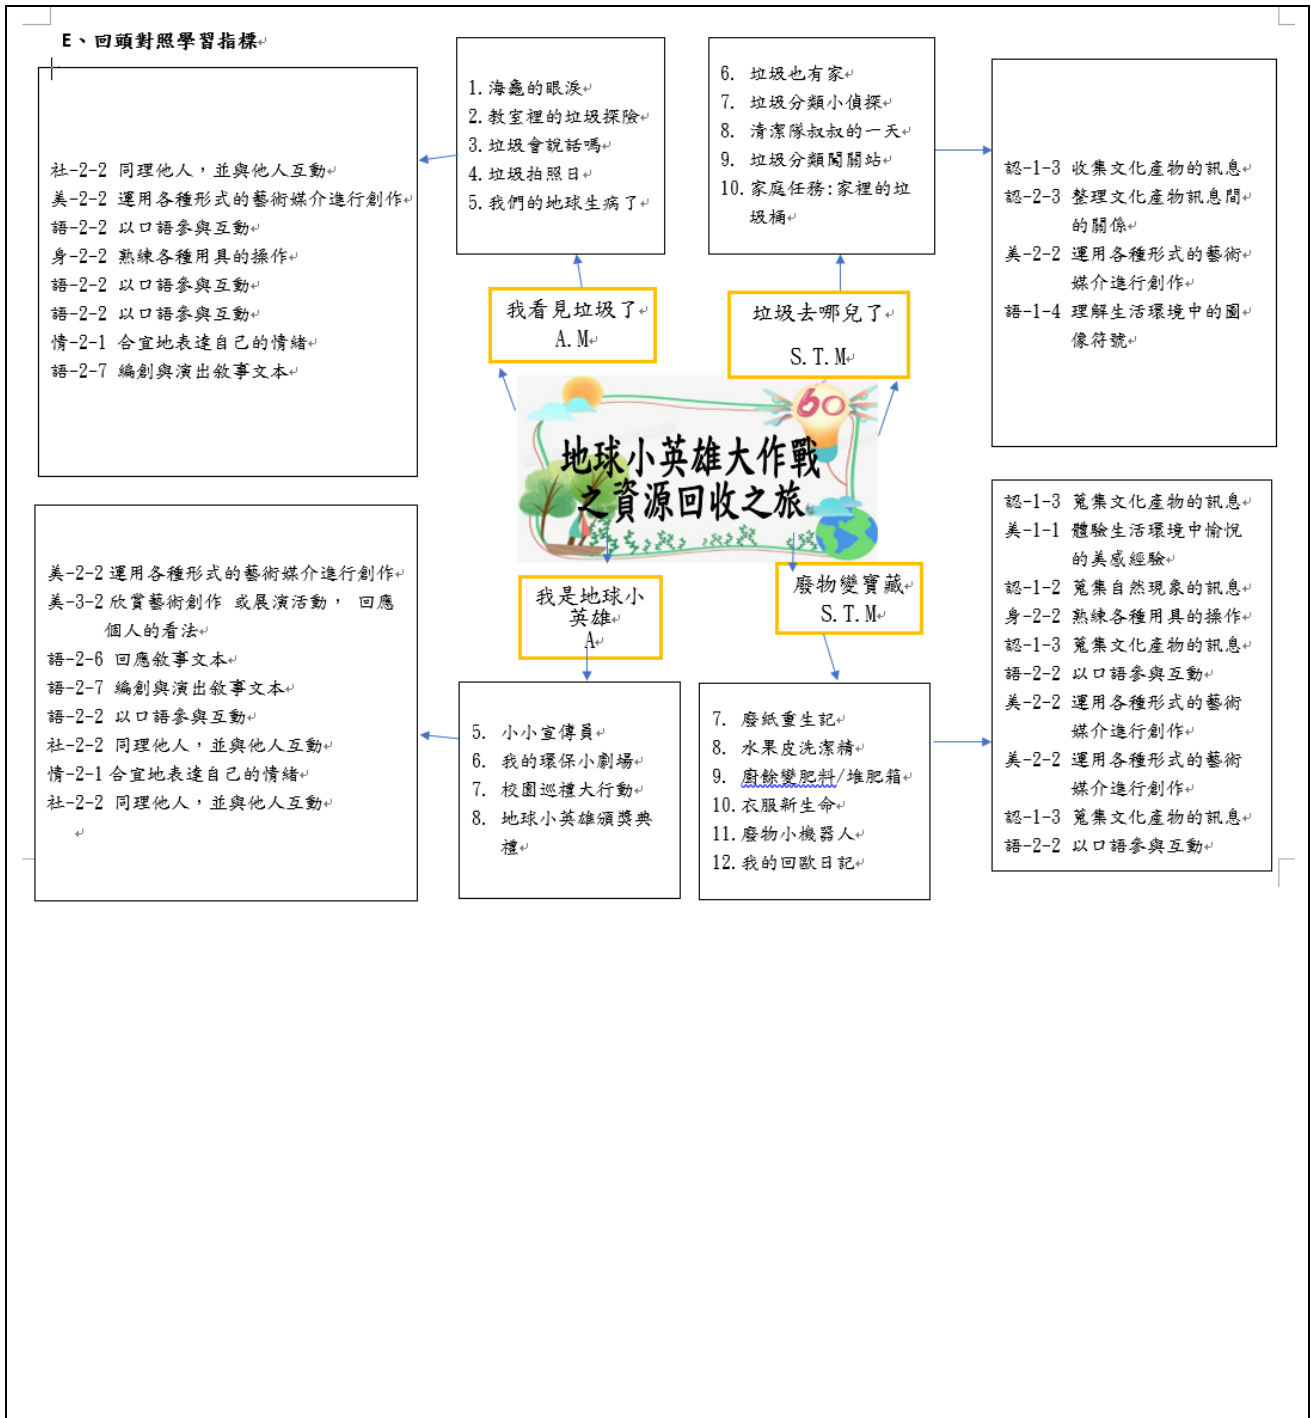 E、回頭對照學習指標
社-2-2 同理他人，並與他人互動
美-2-2 運用各種形式的藝術媒介進行創作
語-2-2 以口語參與互動
身-2-2 熟練各種用具的操作
語-2-2 以口語參與互動
語-2-2 以口語參與互動
情-2-1 合宜地表達自己的情緒
語-2-7 編創與演出敘事文本
1.海龜的眼淚
2.教室裡的垃圾探險
3.垃圾會說話嗎
4.垃圾拍照日
5.我們的地球生病了
6. 垃圾也有家
7. 垃圾分類小偵探
8. 清潔隊叔叔的一天
9. 垃圾分類闖關站
10.家庭任務:家裡的垃
圾桶
認-1-3 收集文化產物的訊息
認-2-3 整理文化產物訊息間
的關係
美-2-2 運用各種形式的藝術
媒介進行創作
語-1-4 理解生活環境中的圖
像符號
我看見垃圾了
A.M
垃圾去哪兒了
S.T.M
60
地球小英雄大作戰
之資源回收之旅
我是地球小
英雄
A
廢物變寶藏
S.T.M
美-2-2運用各種形式的藝術媒介進行創作
美-3-2欣賞藝術創作 或展演活動， 回應
個人的看法
語-2-6 回應敘事文本
語-2-7 編創與演出敘事文本
語-2-2 以口語參與互動
社-2-2 同理他人，並與他人互動
情-2-1合宜地表達自己的情緒
社-2-2 同理他人，並與他人互動
5. 小小宣傳員
6. 我的環保小劇場
7. 校園巡禮大行動
8. 地球小英雄頒獎典
禮
7. 廢紙重生記
8. 水果皮洗潔精
9. 廚餘變肥料/堆肥箱
10.衣服新生命
11.廢物小機器人
12.我的回歐日記
認-1-3 蒐集文化產物的訊息
美-1-1 體驗生活環境中愉悅
的美感經驗
認-1-2 蒐集自然現象的訊息
身-2-2 熟練各種用具的操作
認-1-3 蒐集文化產物的訊息
語-2-2 以口語參與互動
美-2-2 運用各種形式的藝術
媒介進行創作
美-2-2 運用各種形式的藝術
媒介進行創作
認-1-3 蒐集文化產物的訊息
語-2-2 以口語參與互動